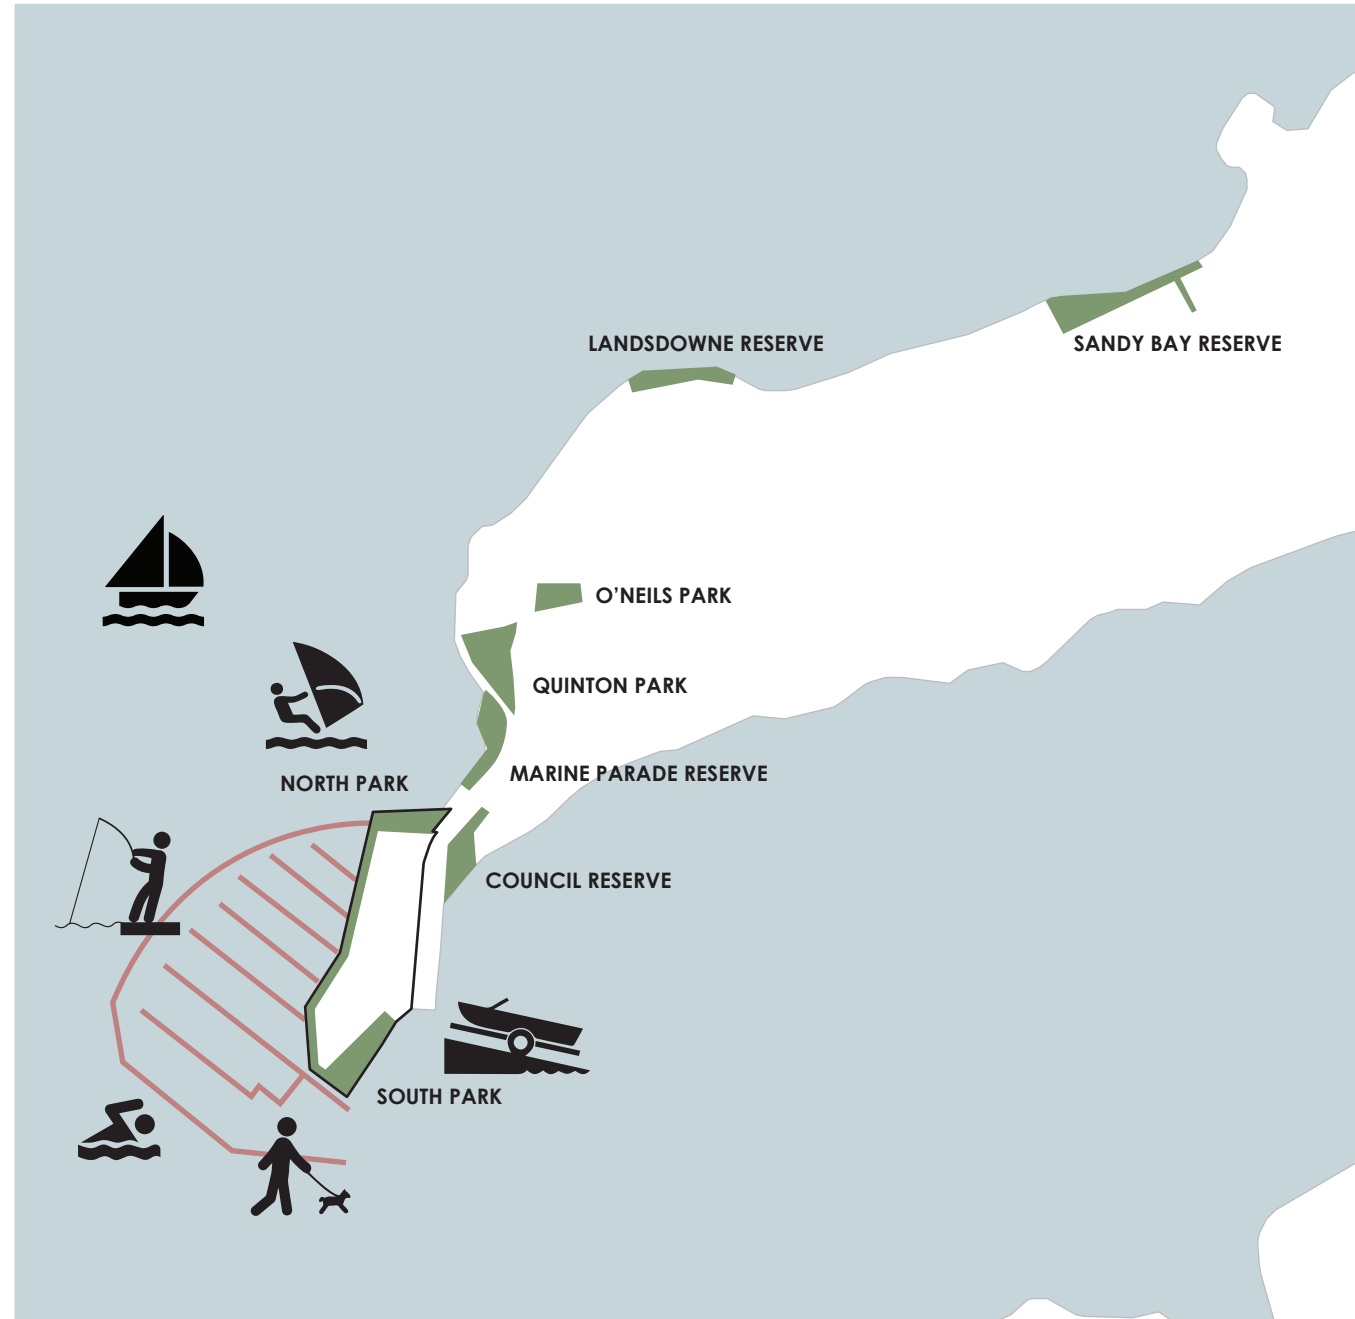 LANDSDOWNE RESERVE
SANDY BAY RESERVE
O'NEILS PARK
QUINTON PARK
MARINE PARADE RESERVE
NORTH PARK
COUNCIL RESERVE
SOUTH PARK